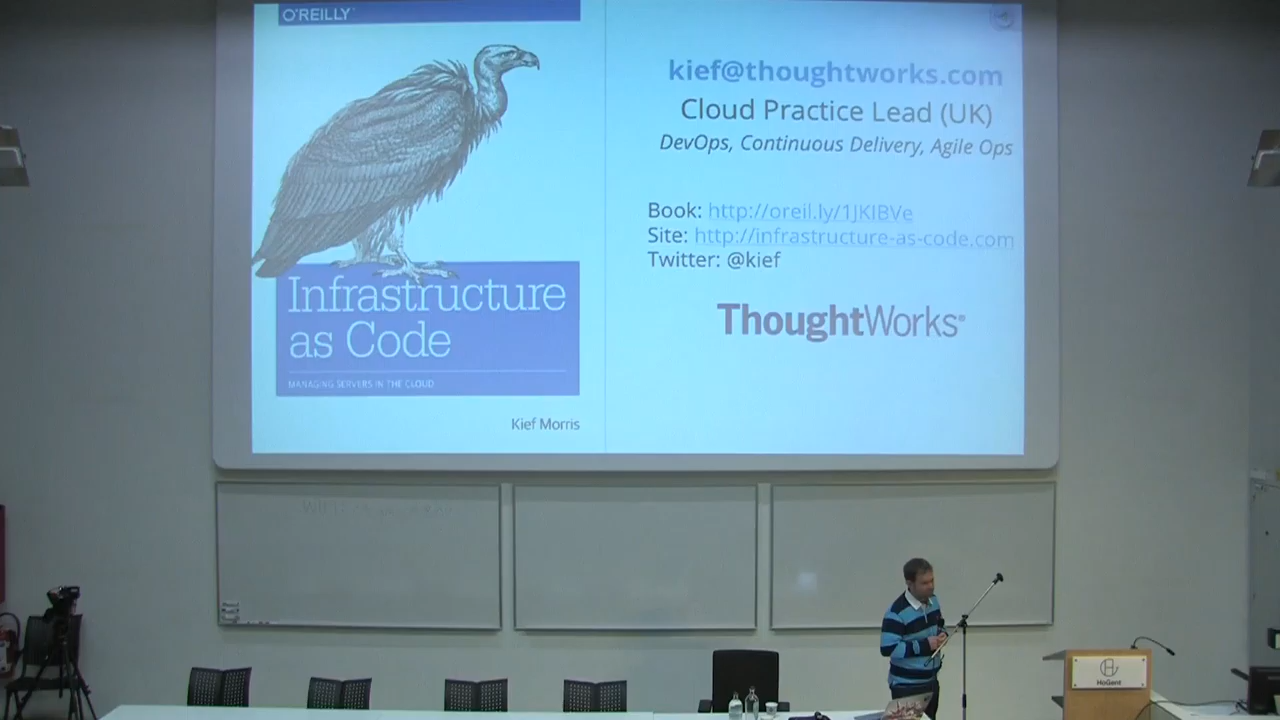 O'REILLY
Infrastructure
as Code
MANAGING SERVERS IN THE CLOUD
Kief Morris
kief@thoughtworks.com
Cloud Practice Lead (UK)
DevOps, Continuous Delivery, Agile Ops
Book: http://oreil.ly/1JKIBVe
Site: http://infrastructure-as-code.com
Twitter: @kief
ThoughtWorks®
HoGent